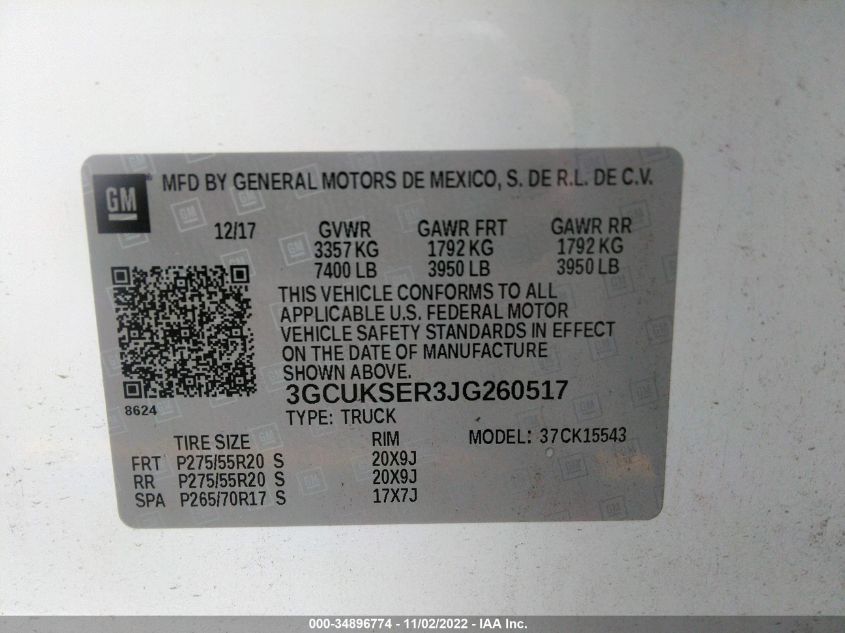 GM
MFD BY GENERAL MOTORS DE MEXICO, S. DE R.L. DE C.V.
12/17 GVWR GAWR FRT GAWR RR
3357 KG 1792 KG 1792 KG
7400 LB 3950 LB 3950 LB
THIS VEHICLE CONFORMS TO ALL
APPLICABLE U.S. FEDERAL MOTOR
VEHICLE SAFETY STANDARDS IN EFFECT
ON THE DATE OF MANUFACTURE
SHOWN ABOVE.
3GCUKSER3JG260517
8624
TYPE: TRUCK
TIRE SIZE RIM MODEL: 37CK15543
FRT P275/55R20 S 20X9J
RR P275/55R20 S 20X9J
SPA P265/70R17 S 17X7J
000-34896774 - 11/02/2022 - IAA Inc.